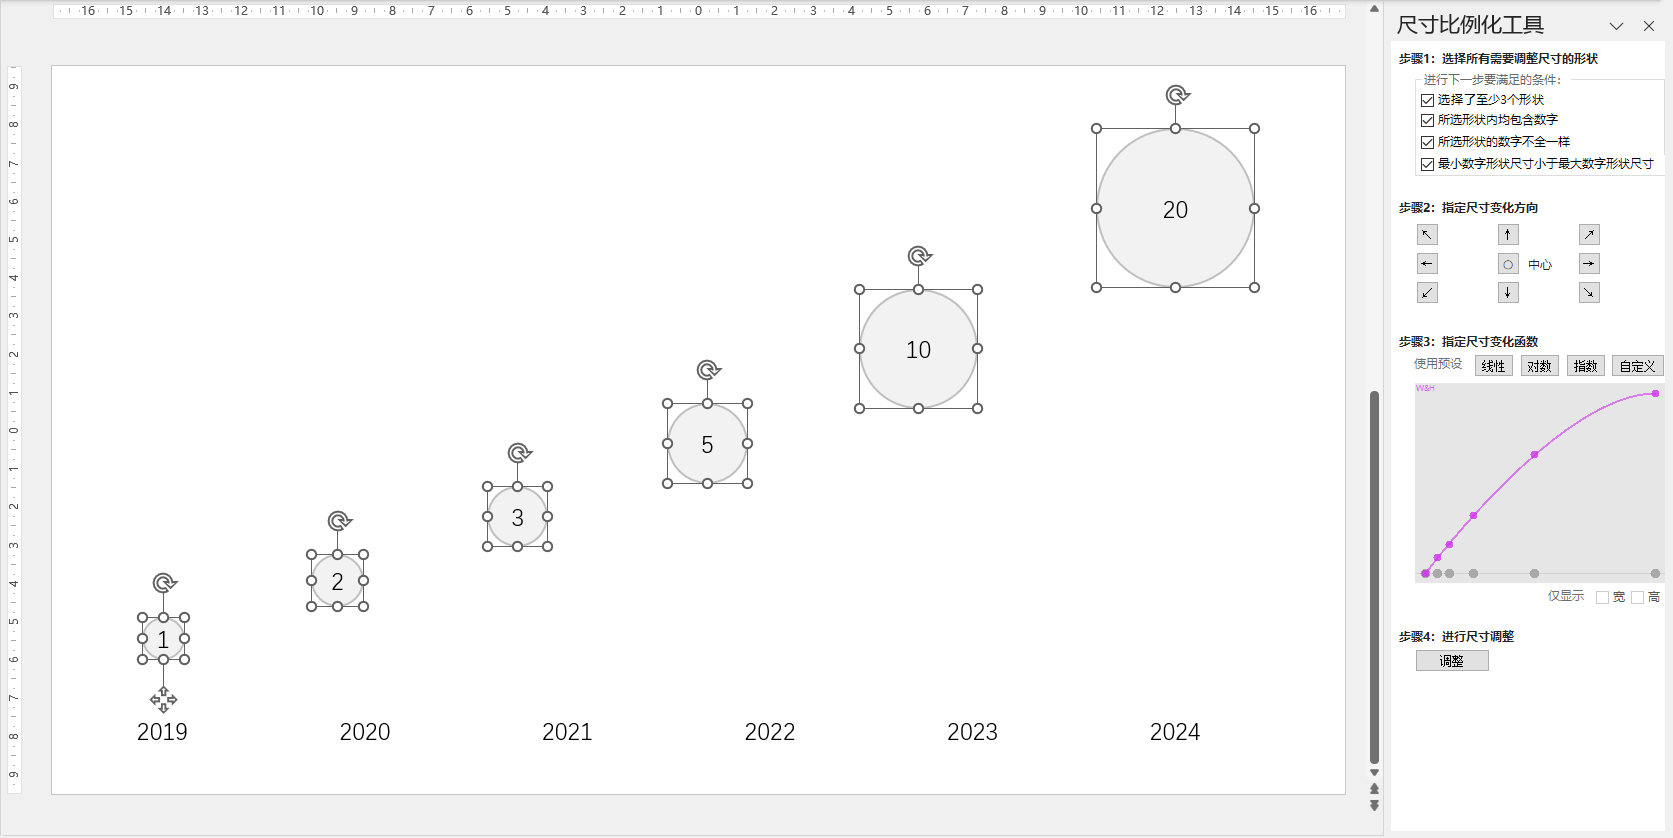 16 15 14 13 12 11 10 9 8 7 6 5 4 3 2 1 0 1 2 3 4 5 6 7 8 9 10 11 12 13 14 15 16
9
8
7
6
5
4
3
2
1
0
1
2
3
4
5
6
7
8
9
20
10
5
3
2
1
2019 2020 2021 2022 2023 2024
尺寸比例化工具
步骤1：选择所有需要调整尺寸的形状
进行下一步要满足的条件：
选择了至少3个形状
所选形状内均包含数字
所选形状的数字不全一样
最小数字形状尺寸小于最大数字形状尺寸
步骤2：指定尺寸变化方向
中心
步骤3：指定尺寸变化函数
使用预设 线性 对数 指数 自定义
W&H
仅显示 宽 高
步骤4：进行尺寸调整
调整